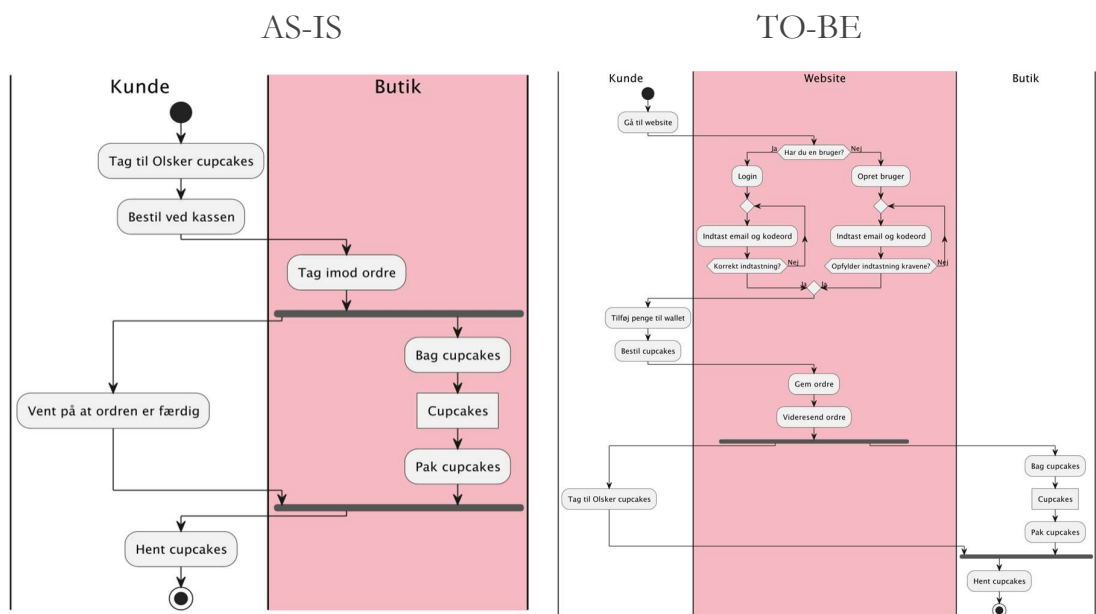 AS-IS
Kunde
Butik
Tag til Olsker cupcakes
Bestil ved kassen
Tag imod ordre
Bag cupcakes
Vent på at ordren er færdig
Cupcakes
Pak cupcakes
Hent cupcakes
TO-BE
Kunde
Website
Butik
Gå til website
Ja
Har du en bruger?
Nej
Login
Opret bruger
Indtast email og kodeord
Indtast email og kodeord
Korrekt indtastning?
Nej
Opfylder indtastning kravene?
Nej
Ja
Ja
Tilføj penge til wallet
Bestil cupcakes
Gem ordre
Videresend ordre
Bag cupcakes
Tag til Olsker cupcakes
Cupcakes
Pak cupcakes
Hent cupcakes